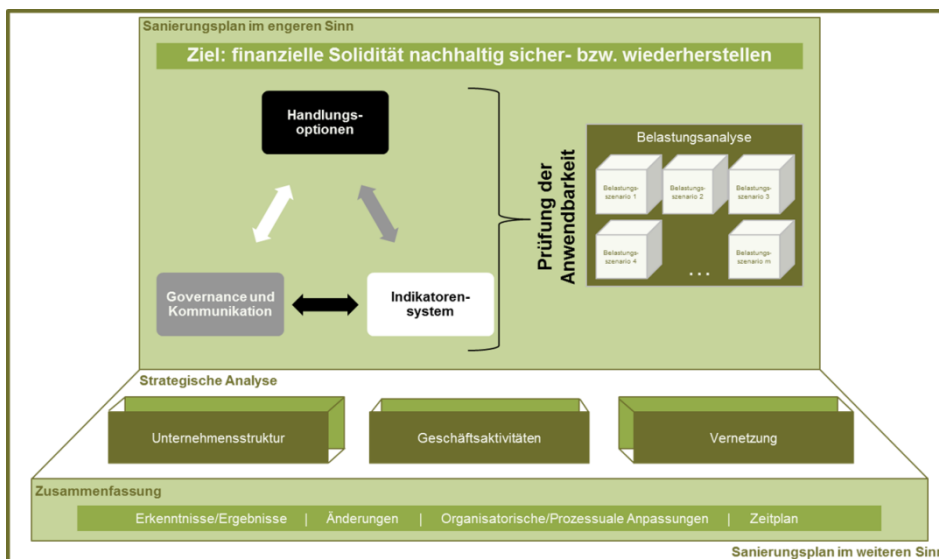 Sanierungsplan im engeren Sinn
Ziel: finanzielle Solidität nachhaltig sicher- bzw. wiederherstellen
Handlungs-
optionen
Governance und
Kommunikation
Indikatoren-
system
Prüfung der
Anwendbarkeit
Belastungsanalyse
Belastungs-
szenario 1
Belastungs-
szenario 2
Belastungs-
szenario 3
Belastungs-
szenario 4
...
Belastungs-
szenario m
Strategische Analyse
Unternehmensstruktur
Geschäftsaktivitäten
Vernetzung
Zusammenfassung
Erkenntnisse/Ergebnisse | Änderungen | Organisatorische/Prozessuale Anpassungen | Zeitplan
Sanierungsplan im weiteren Sinn